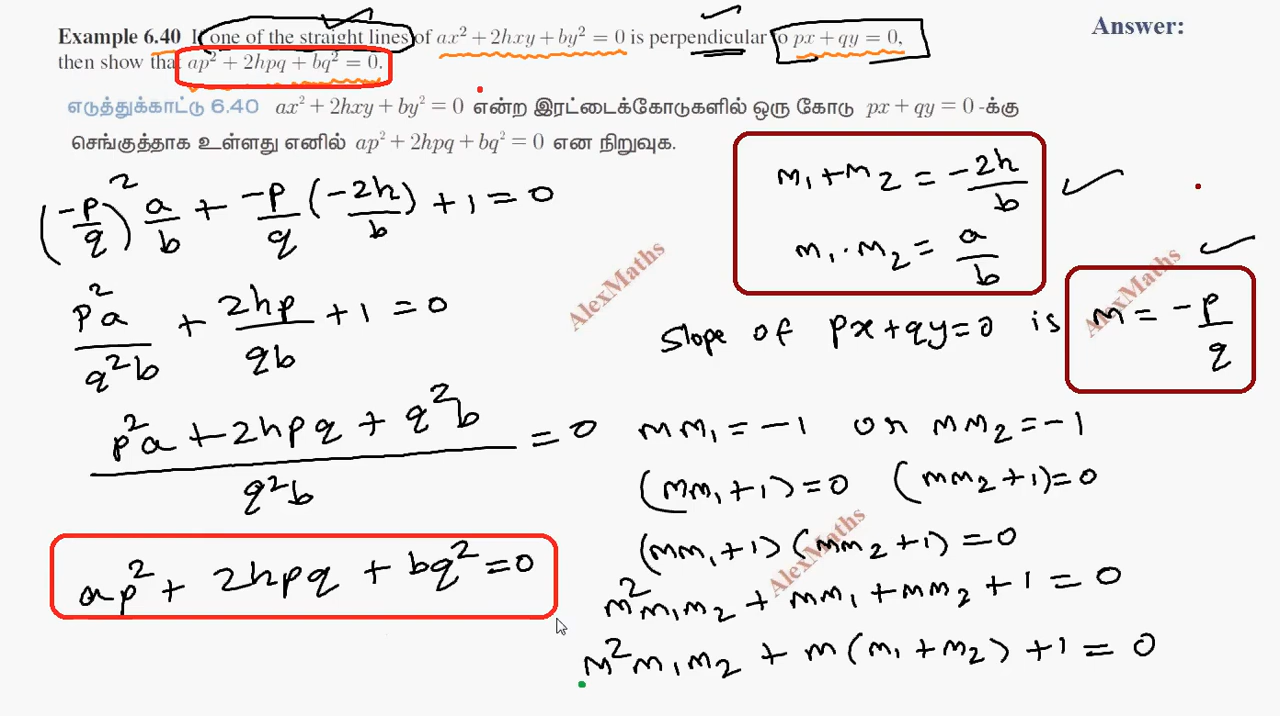 Example 6.40 If one of the straight lines of ax² + 2hxy + by² = 0 is perpendicular to px + qy = 0,
then show that ap² + 2hpq + bq² = 0.
Answer:
எடுத்துக்காட்டு 6.40 ax² + 2hxy + by² = 0 என்ற இரட்டைக்கோடுகளில் ஒரு கோடு px + qy = 0 -க்கு
செங்குத்தாக உள்ளது எனில் ap² + 2hpq + bq² = 0 என நிறுவுக.
m₁ + m₂ = -2h/b
m₁ · m₂ = a/b
Slope of px + qy = 0 is m = -p/q
mm₁ = -1 or mm₂ = -1
(mm₁ + 1) = 0 (mm₂ + 1) = 0
(mm₁ + 1) (mm₂ + 1) = 0
m² m₁m₂ + mm₁ + mm₂ + 1 = 0
m² m₁m₂ + m(m₁ + m₂) + 1 = 0
(-p/q)² a/b + -p/q (-2h/b) + 1 = 0
p²a/q²b + 2hp/qb + 1 = 0
p²a + 2hpq + q²b/q²b = 0
ap² + 2hpq + bq² = 0
AlexMaths
AlexMaths
AlexMaths